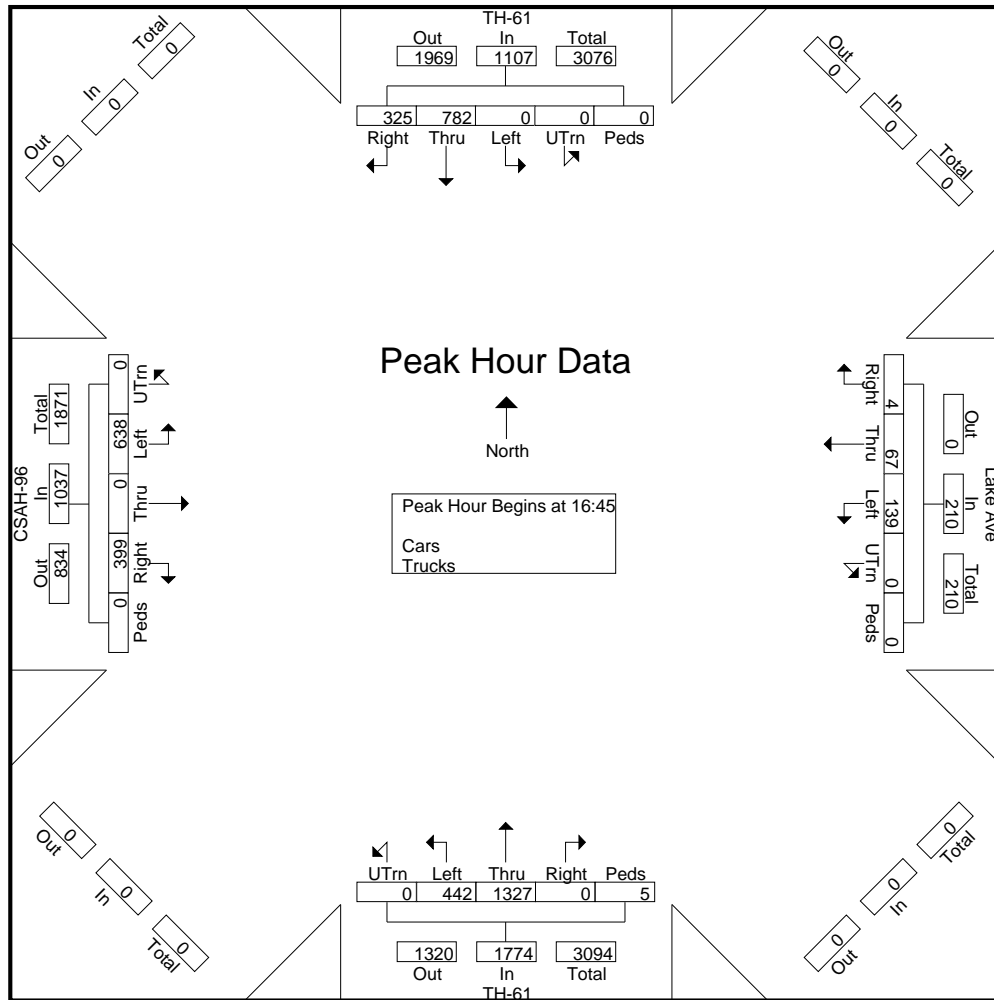 TH-61
Out In Total
1969 1107 3076
325 782 0 0 0
Right Thru Left UTrn Peds
Total
0
In
0
Out
0
Out
0
In
0
Total
0
Peak Hour Data
North
Peak Hour Begins at 16:45
Cars
Trucks
CSAH-96
Total
1871
In
1037
Out
834
0 UTrn
638 Left
0 Thru
399 Right
0 Peds
Right 4
Thru 67
Left 139
UTrn 0
Peds 0
Out
0
In
210
Total
210
Lake Ave
Out
0
In
0
Total
0
Total
0
In
0
Out
0
UTrn Left Thru Right Peds
0 442 1327 0 5
1320 1774 3094
Out In Total
TH-61